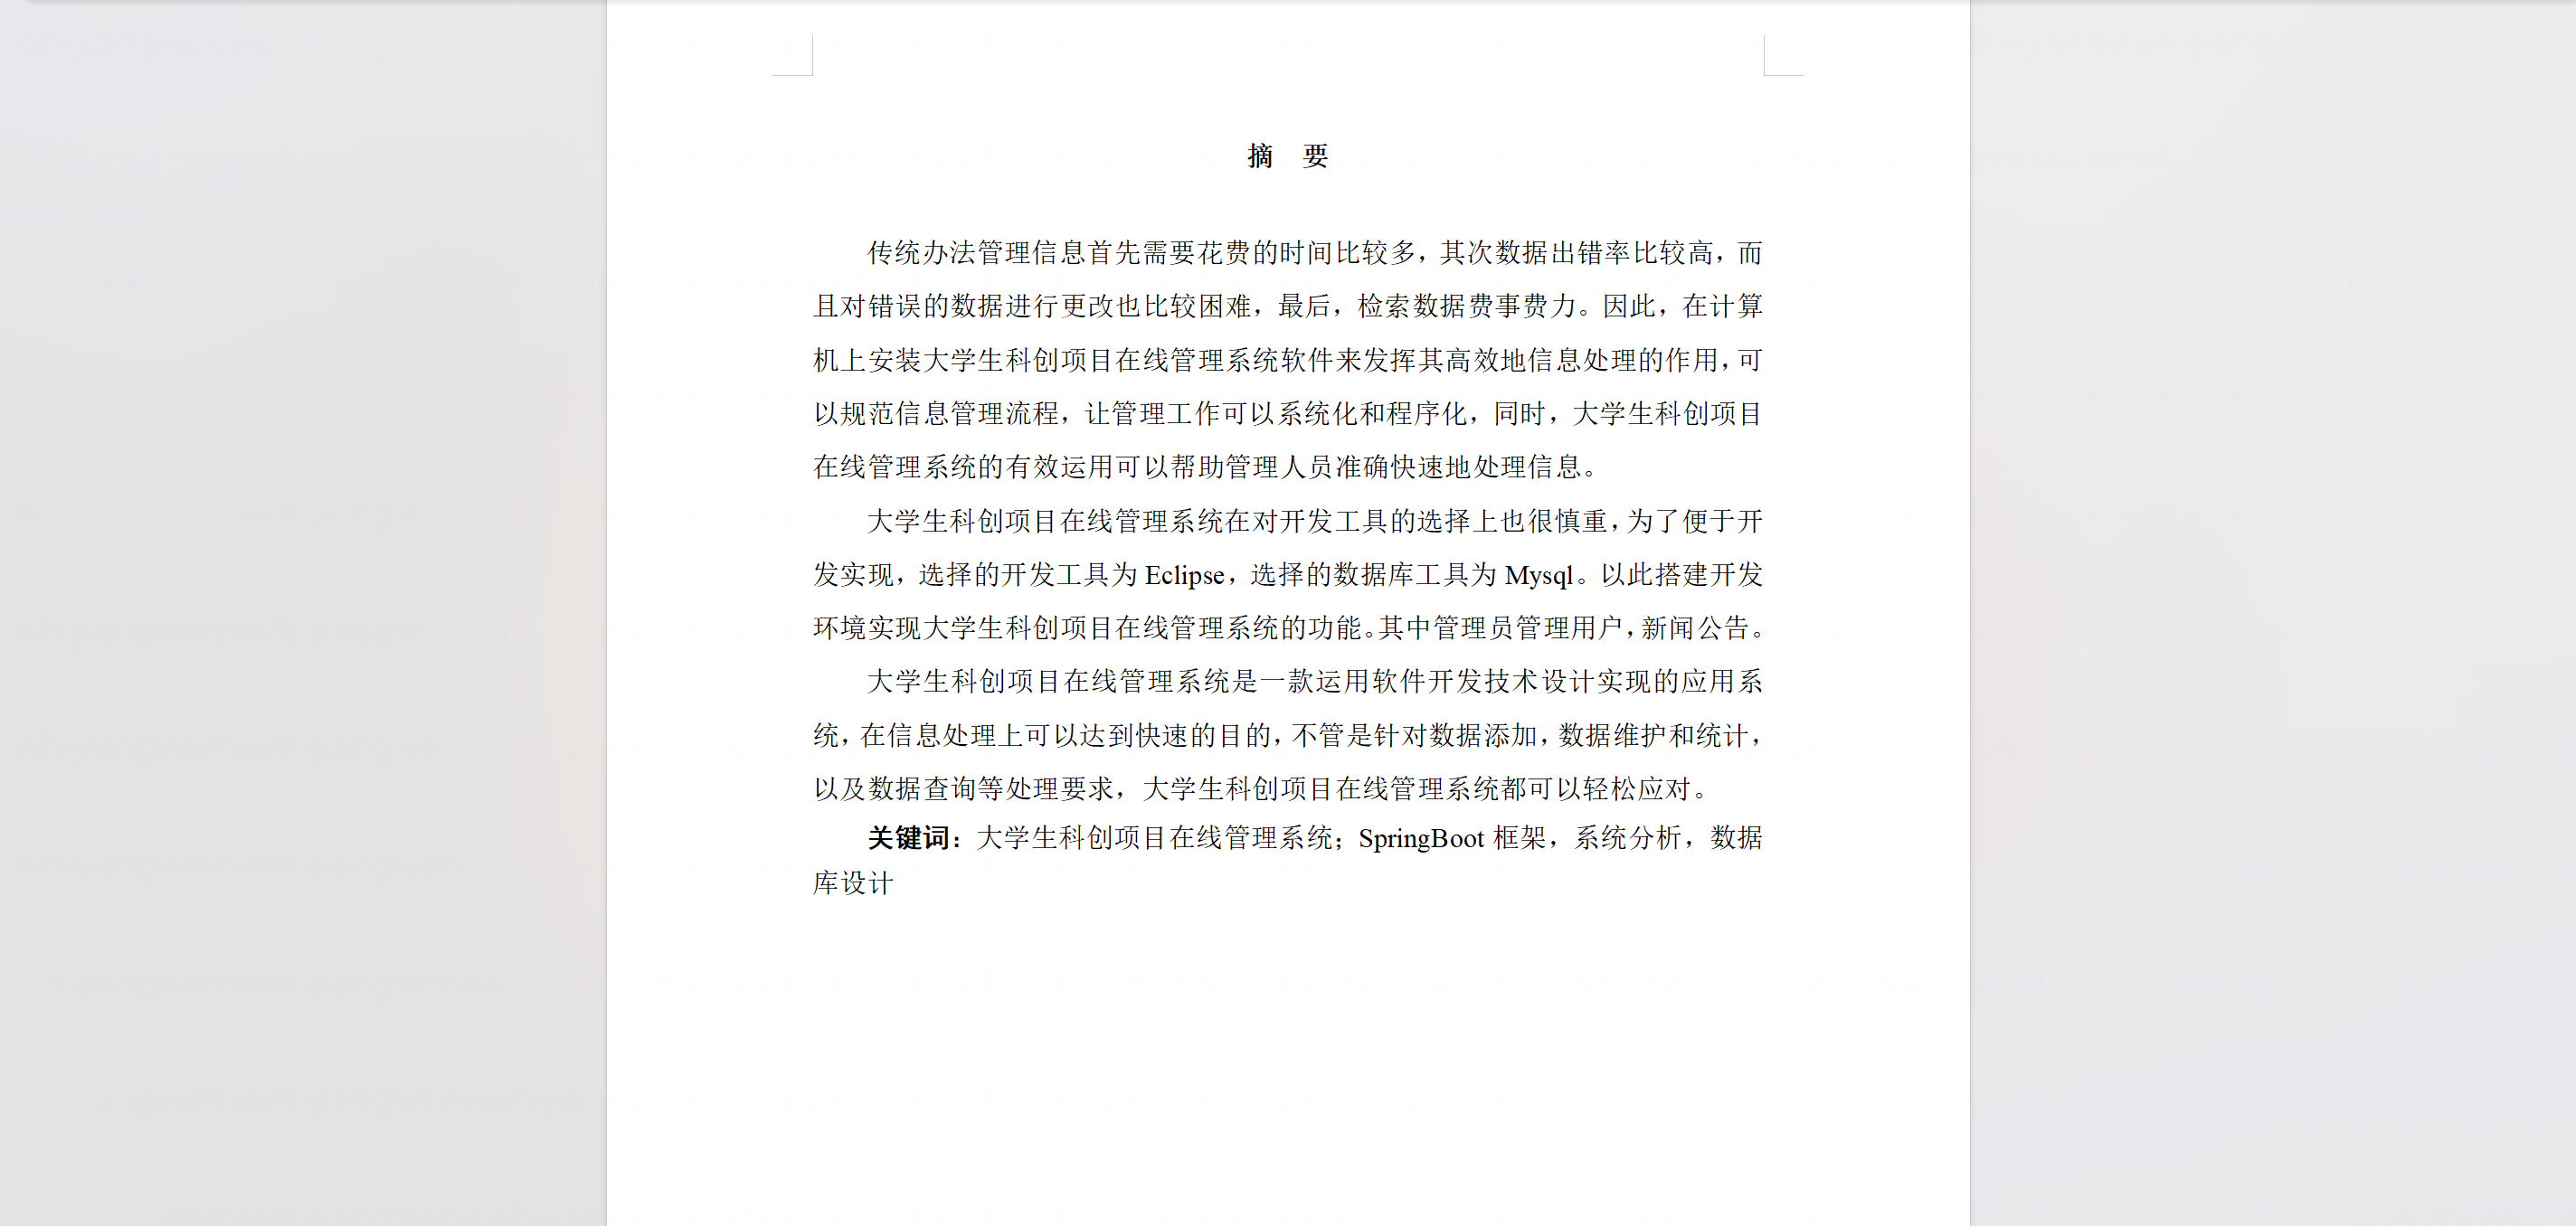 摘 要
传统办法管理信息首先需要花费的时间比较多，其次数据出错率比较高，而
且对错误的数据进行更改也比较困难，最后，检索数据费事费力。因此，在计算
机上安装大学生科创项目在线管理系统软件来发挥其高效地信息处理的作用，可
以规范信息管理流程，让管理工作可以系统化和程序化，同时，大学生科创项目
在线管理系统的有效运用可以帮助管理人员准确快速地处理信息。
大学生科创项目在线管理系统在对开发工具的选择上也很慎重，为了便于开
发实现，选择的开发工具为 Eclipse，选择的数据库工具为 Mysql。以此搭建开发
环境实现大学生科创项目在线管理系统的功能。其中管理员管理用户，新闻公告。
大学生科创项目在线管理系统是一款运用软件开发技术设计实现的应用系
统，在信息处理上可以达到快速的目的，不管是针对数据添加，数据维护和统计，
以及数据查询等处理要求，大学生科创项目在线管理系统都可以轻松应对。
关键词：大学生科创项目在线管理系统；SpringBoot 框架，系统分析，数据
库设计